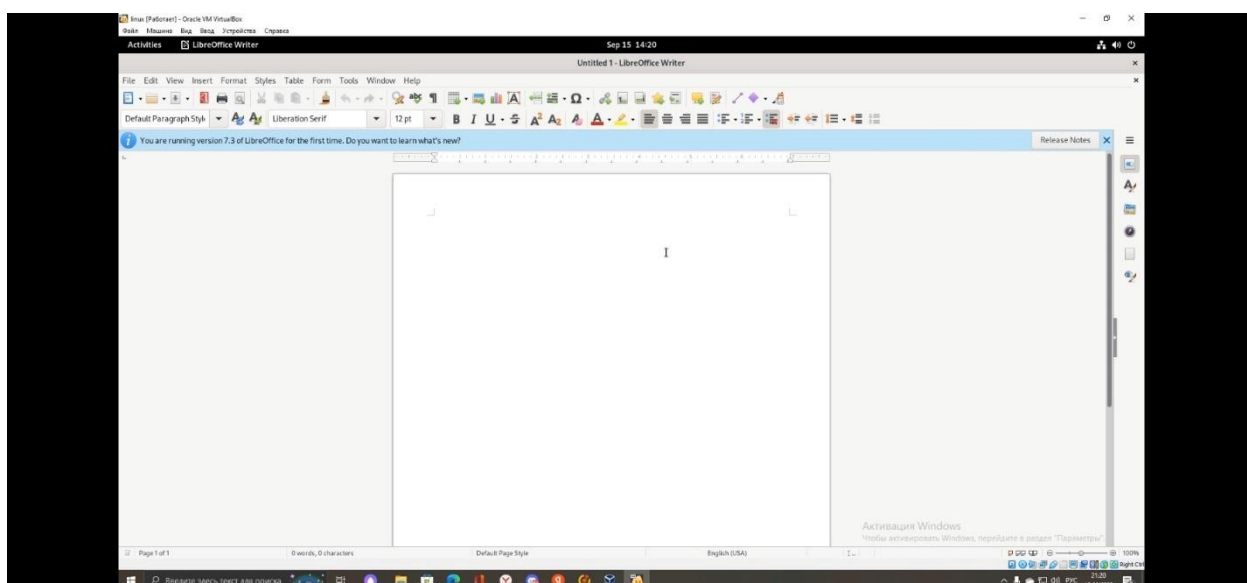 linux [Работает] - Oracle VM VirtualBox
Файл Машина Вид Ввод Устройства Справка
Activities LibreOffice Writer Sep 15 14:20
Untitled 1 - LibreOffice Writer
File Edit View Insert Format Styles Table Form Tools Window Help
Default Paragraph Style Liberation Serif 12 pt
You are running version 7.3 of LibreOffice for the first time. Do you want to learn what's new? Release Notes
Активация Windows
Чтобы активировать Windows, перейдите в раздел "Параметры".
Page 1 of 1 0 words, 0 characters Default Page Style English (USA) 100%
Right Ctrl
Введите здесь текст для поиска РУС 21:20